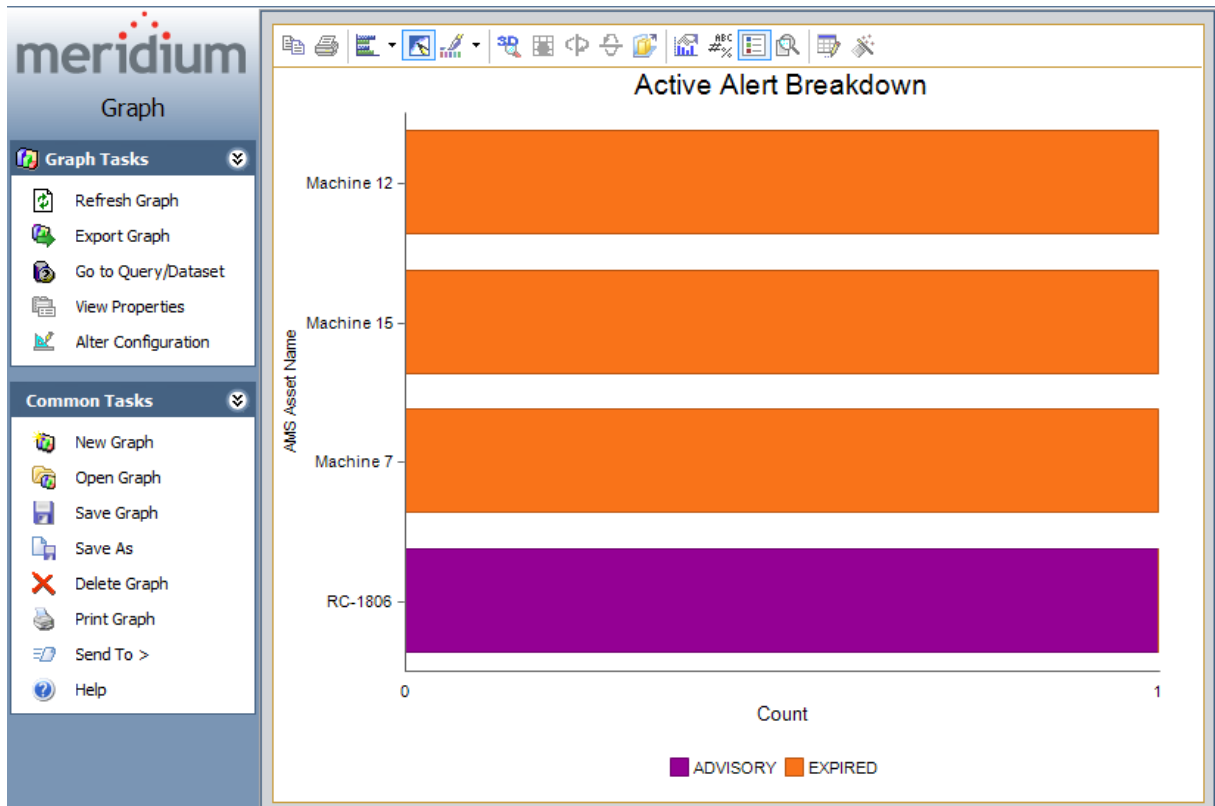 meridium
Graph
Graph Tasks
Refresh Graph
Export Graph
Go to Query/Dataset
View Properties
Alter Configuration
Common Tasks
New Graph
Open Graph
Save Graph
Save As
Delete Graph
Print Graph
Send To >
Help
3D
ABC
#%
Active Alert Breakdown
AMS Asset Name
Machine 12
Machine 15
Machine 7
RC-1806
0 1
Count
ADVISORY EXPIRED